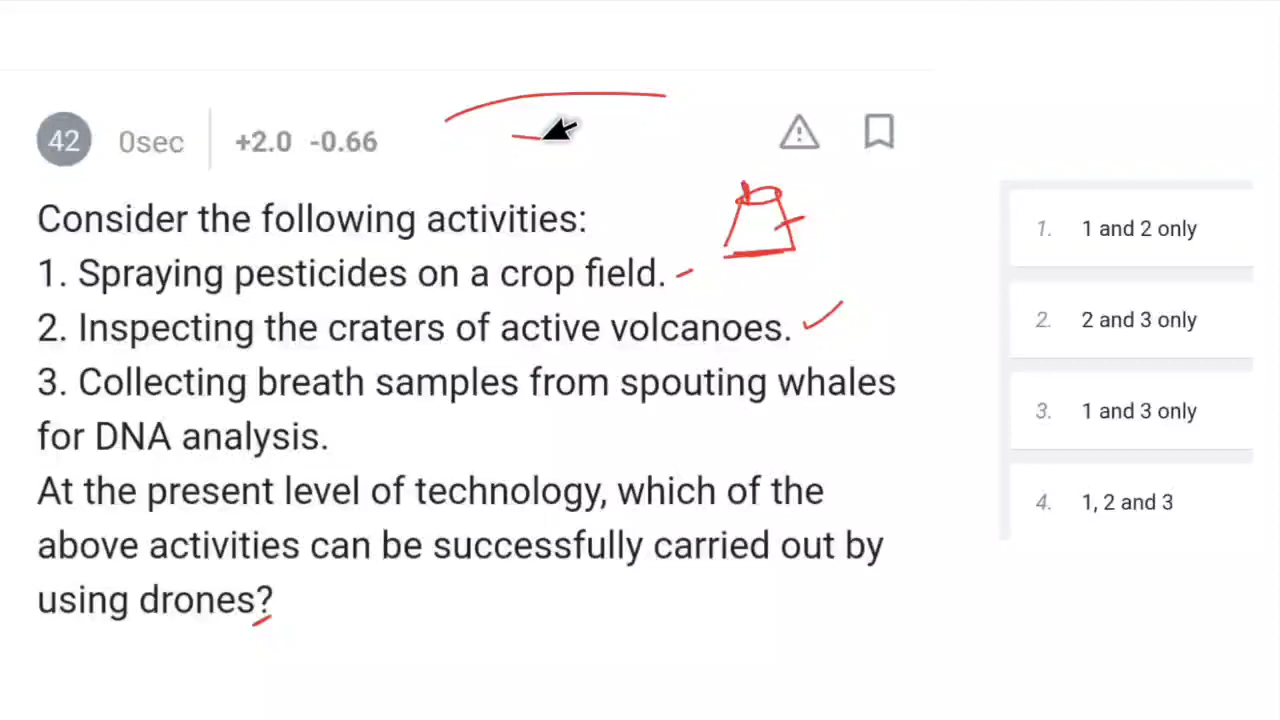 42 0sec +2.0 -0.66
Consider the following activities:
1. Spraying pesticides on a crop field.
2. Inspecting the craters of active volcanoes.
3. Collecting breath samples from spouting whales
for DNA analysis.
At the present level of technology, which of the
above activities can be successfully carried out by
using drones?
1. 1 and 2 only
2. 2 and 3 only
3. 1 and 3 only
4. 1, 2 and 3